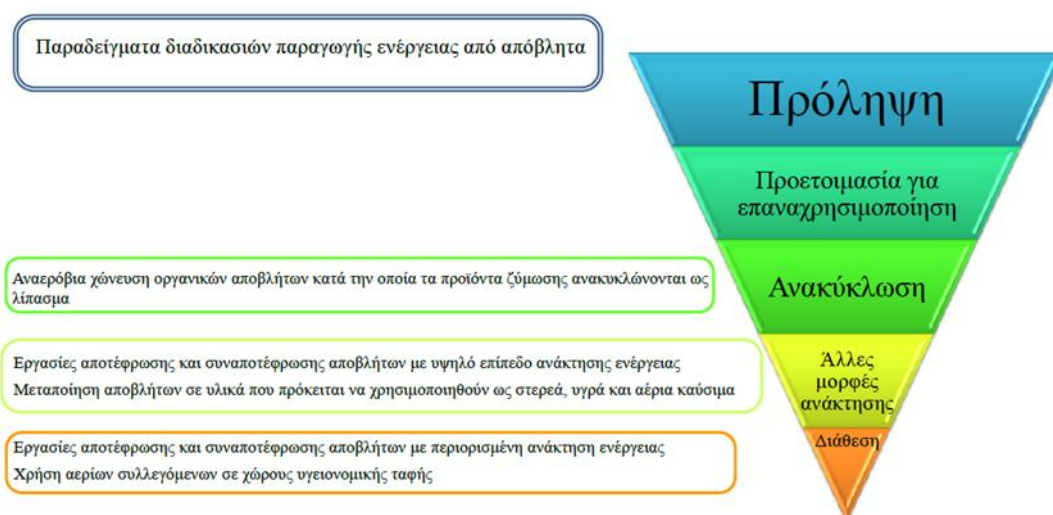 Παραδείγματα διαδικασιών παραγωγής ενέργειας από απόβλητα
Πρόληψη
Προετοιμασία για
επαναχρησιμοποίηση
Αναερόβια χώνευση οργανικών αποβλήτων κατά την οποία τα προϊόντα ζύμωσης ανακυκλώνονται ως
λίπασμα
Ανακύκλωση
Εργασίες αποτέφρωσης και συναποτέφρωσης αποβλήτων με υψηλό επίπεδο ανάκτησης ενέργειας
Μεταποίηση αποβλήτων σε υλικά που πρόκειται να χρησιμοποιηθούν ως στερεά, υγρά και αέρια καύσιμα
Άλλες
μορφές
ανάκτησης
Εργασίες αποτέφρωσης και συναποτέφρωσης αποβλήτων με περιορισμένη ανάκτηση ενέργειας
Χρήση αερίων συλλεγόμενων σε χώρους υγειονομικής ταφής
Διάθεση